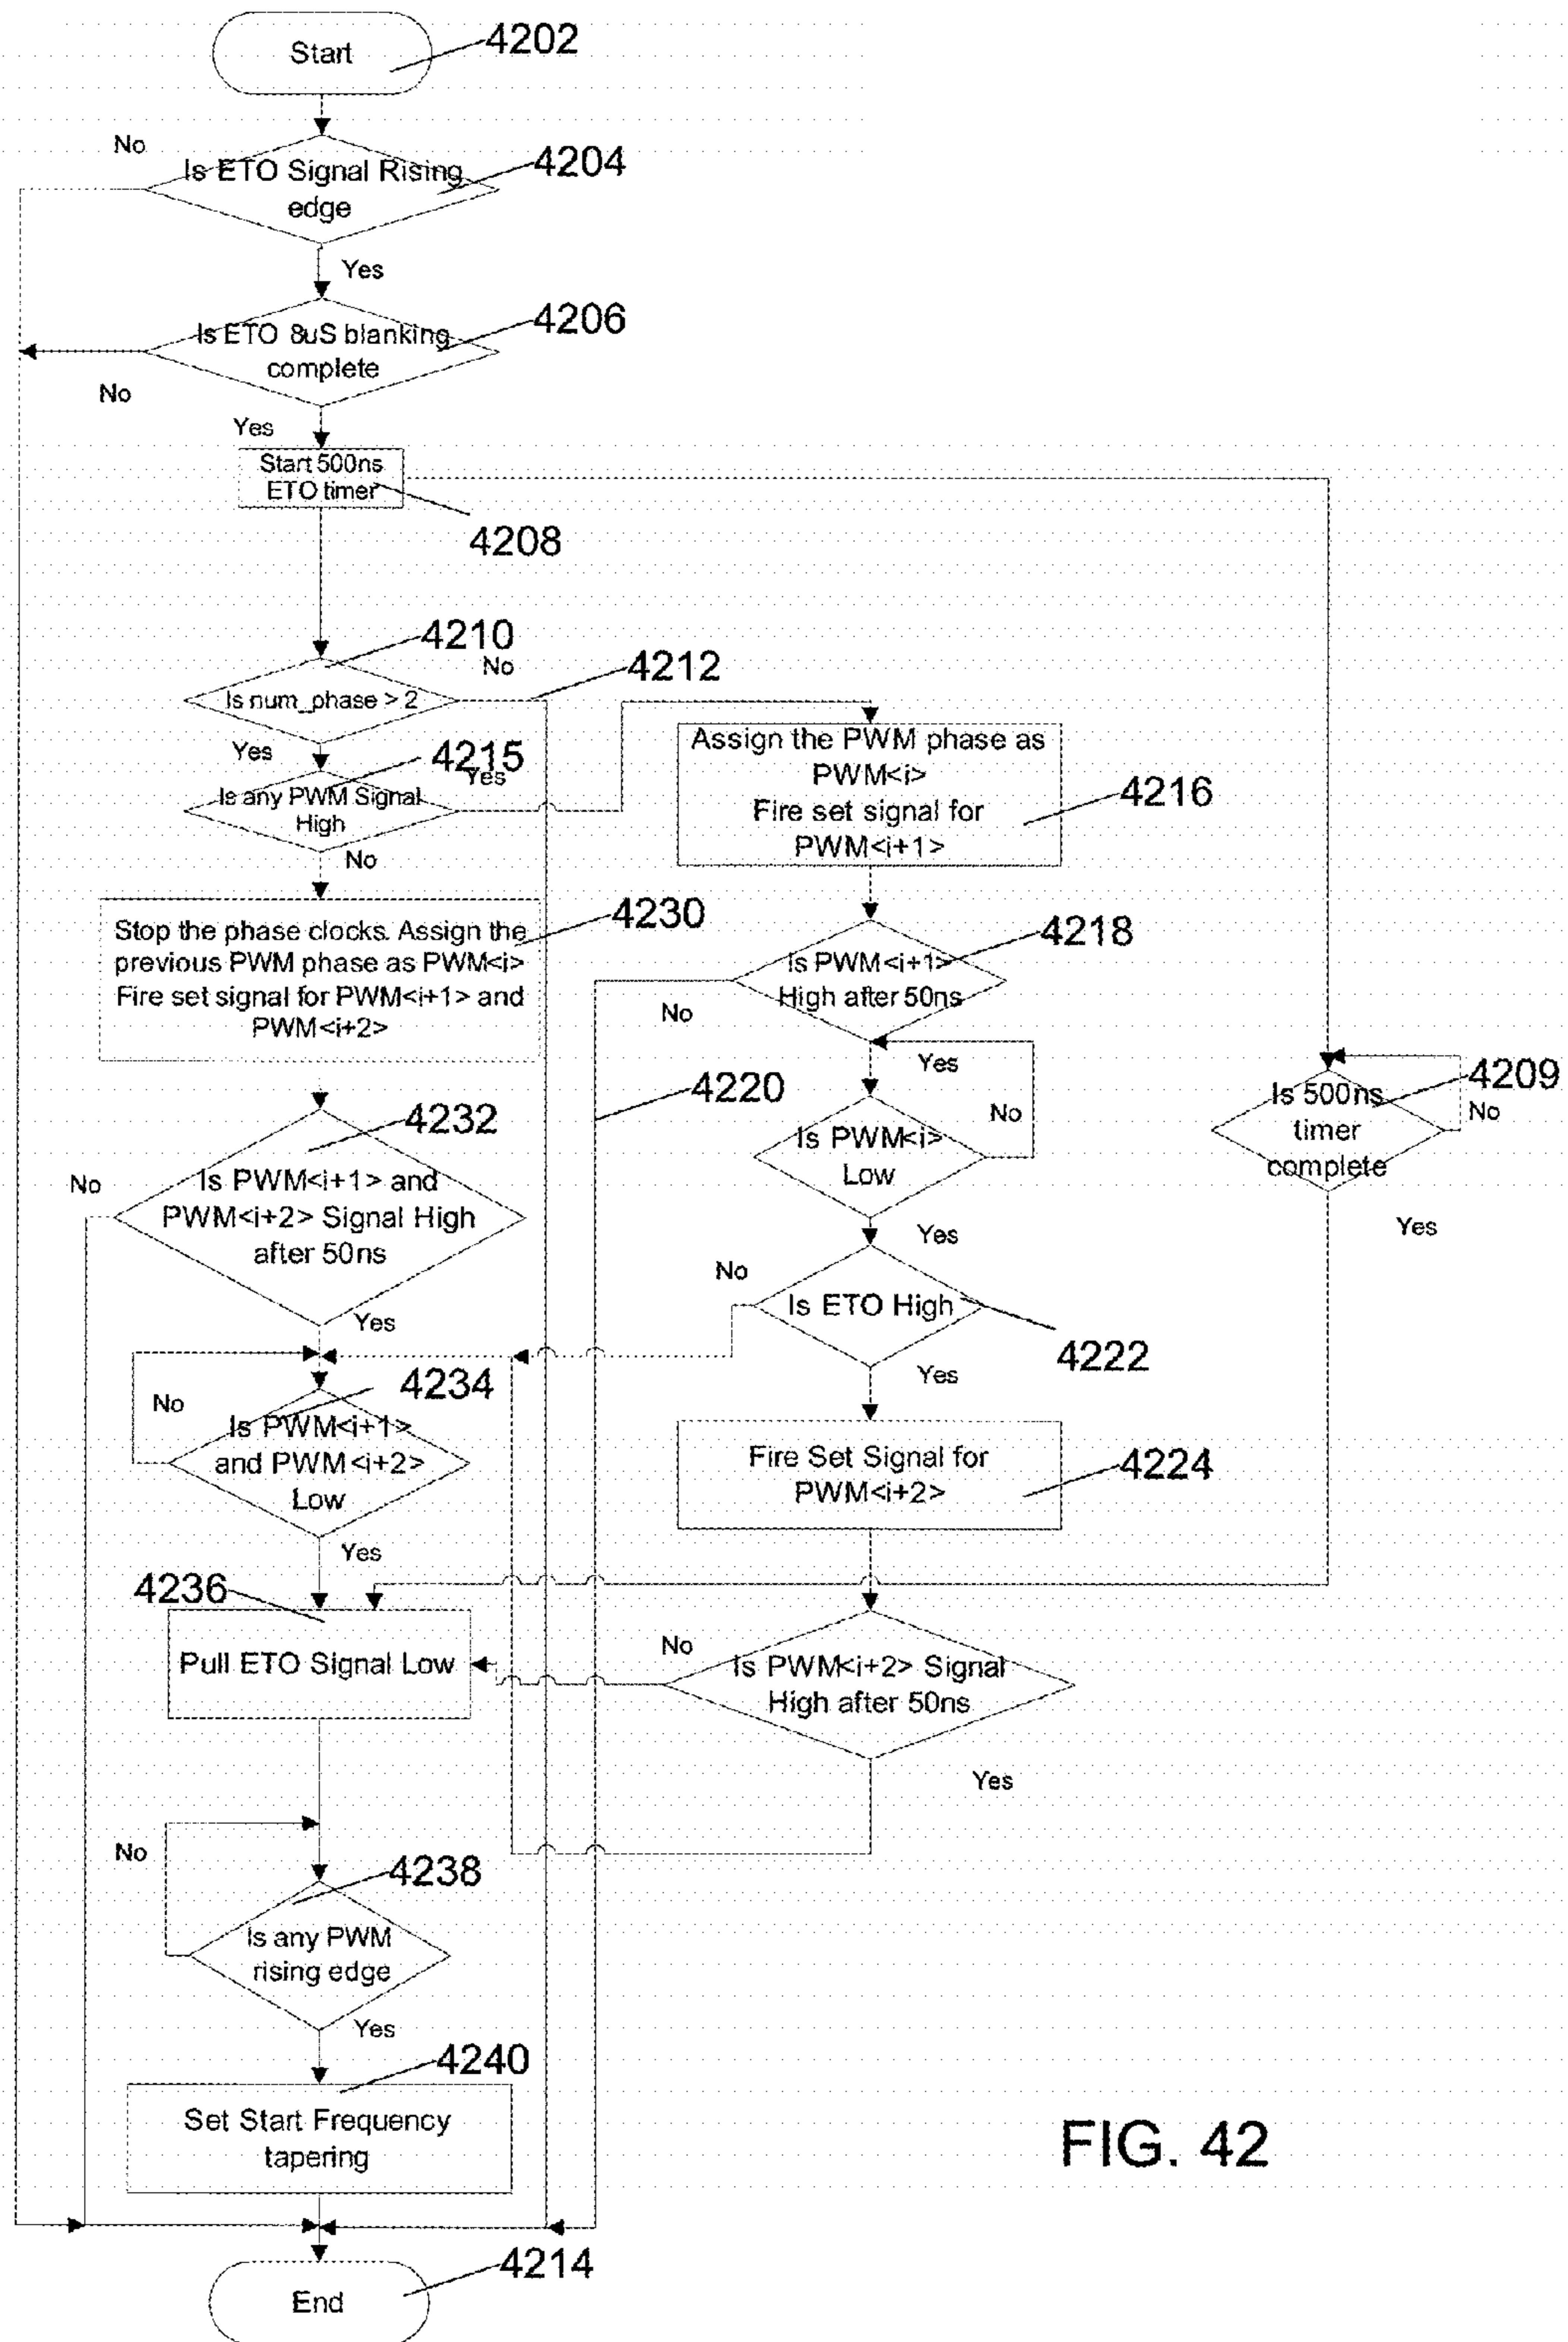 Start
4202
No
Is ETO Signal Rising
edge
4204
Yes
Is ETO 8uS blanking
complete
4206
No
Yes
Start 500ns
ETO timer
4208
4210
No
4212
Is num_phase > 2
Yes
4215
Yes
Is any PWM Signal
High
No
Assign the PWM phase as
PWM<i>
Fire set signal for
PWM<i+1>
4216
Stop the phase clocks. Assign the
previous PWM phase as PWM<i>
Fire set signal for PWM<i+1> and
PWM<i+2>
4230
4218
Is PWM<i+1>
High after 50ns
No
Yes
4220
Is PWM<i>
Low
No
Yes
4209
Is 500ns
timer
complete
No
Yes
4232
No
Is PWM<i+1> and
PWM<i+2> Signal High
after 50ns
Yes
No
Is ETO High
4222
Yes
4234
No
Is PWM<i+1>
and PWM<i+2>
Low
Yes
Fire Set Signal for
PWM<i+2>
4224
4236
Pull ETO Signal Low
No
Is PWM<i+2> Signal
High after 50ns
Yes
No
4238
Is any PWM
rising edge
Yes
4240
Set Start Frequency
tapering
FIG. 42
4214
End